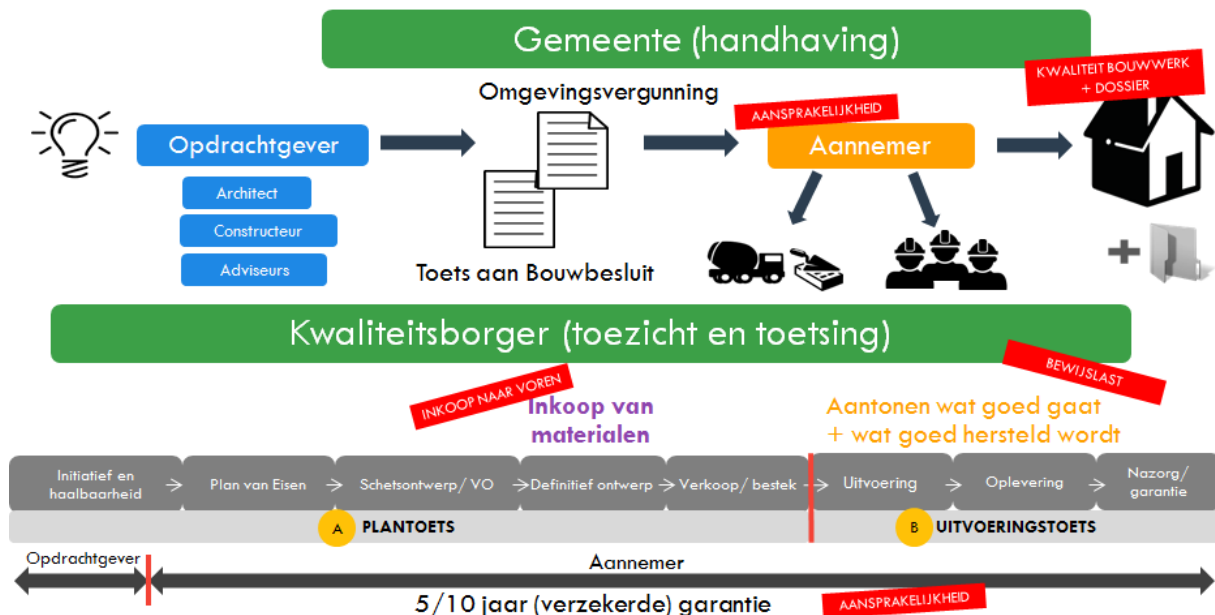 Gemeente (handhaving)
KWALITEIT BOUWWERK
+ DOSSIER
Omgevingsvergunning
AANSPRAKELIJKHEID
Opdrachtgever
Aannemer
Architect
Constructeur
Adviseurs
Toets aan Bouwbesluit
Kwaliteitsborger (toezicht en toetsing)
INKOOP NAAR VOREN
BEWIJSLAST
Inkoop van
materialen
Aantonen wat goed gaat
+ wat goed hersteld wordt
Initiatief en
haalbaarheid
Plan van Eisen
Schetsontwerp/ VO
Definitief ontwerp
Verkoop/ bestek
Uitvoering
Oplevering
Nazorg/
garantie
A PLANTOETS
B UITVOERINGSTOETS
Opdrachtgever
Aannemer
5/10 jaar (verzekerde) garantie
AANSPRAKELIJKHEID